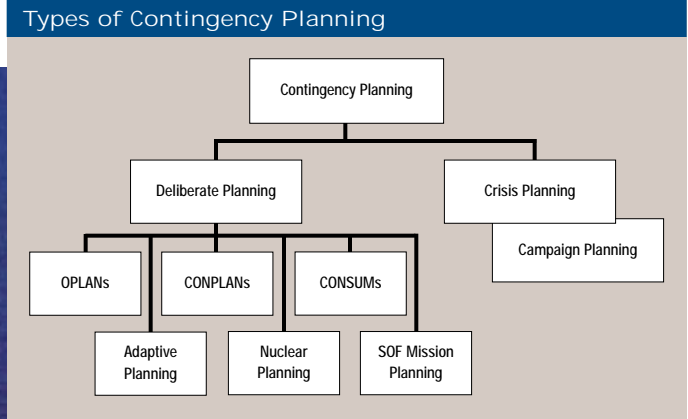 Types of Contingency Planning
Contingency Planning
Deliberate Planning
Crisis Planning
Campaign Planning
OPLANs
CONPLANs
CONSUMs
Adaptive
Planning
Nuclear
Planning
SOF Mission
Planning